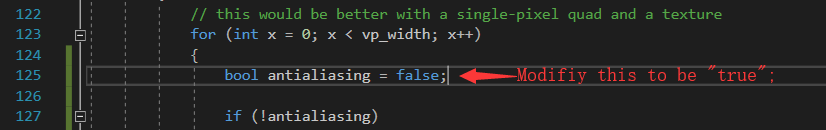 122 // this would be better with a single-pixel quad and a texture
123 for (int x = 0; x < vp_width; x++)
124 {
125 bool antialiasing = false; Modifiy this to be "true";
126
127 if (!antialiasing)